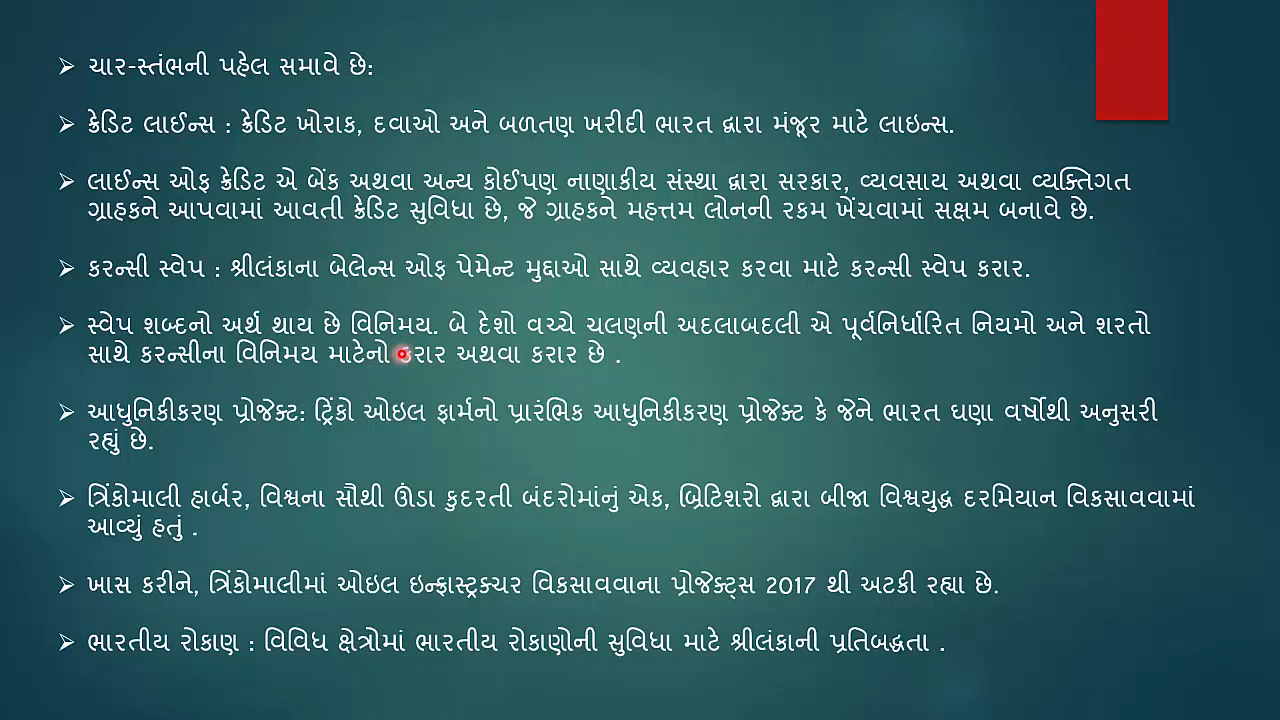 ચાર-સ્તંભની પહેલ સમાવે છે:
ક્રેડિટ લાઈન્સ : ક્રેડિટ ખોરાક, દવાઓ અને બળતણ ખરીદી ભારત દ્વારા મંજૂર માટે લાઇન્સ.
લાઈન્સ ઓફ ક્રેડિટ એ બેંક અથવા અન્ય કોઈપણ નાણાકીય સંસ્થા દ્વારા સરકાર, વ્યવસાય અથવા વ્યક્તિગત
ગ્રાહકને આપવામાં આવતી ક્રેડિટ સુવિધા છે, જે ગ્રાહકને મહત્તમ લોનની રકમ ખેંચવામાં સક્ષમ બનાવે છે.
કરન્સી સ્વેપ : શ્રીલંકાના બેલેન્સ ઓફ પેમેન્ટ મુદ્દાઓ સાથે વ્યવહાર કરવા માટે કરન્સી સ્વેપ કરાર.
સ્વેપ શબ્દનો અર્થ થાય છે વિનિમય. બે દેશો વચ્ચે ચલણની અદલાબદલી એ પૂર્વનિર્ધારિત નિયમો અને શરતો
સાથે કરન્સીના વિનિમય માટેનો કરાર અથવા કરાર છે .
આધુનિકીકરણ પ્રોજેક્ટ: ટ્રિંકો ઓઇલ ફાર્મનો પ્રારંભિક આધુનિકીકરણ પ્રોજેક્ટ કે જેને ભારત ઘણા વર્ષોથી અનુસરી
રહ્યું છે.
ત્રિંકોમાલી હાર્બર, વિશ્વના સૌથી ઊંડા કુદરતી બંદરોમાંનું એક, બ્રિટિશરો દ્વારા બીજા વિશ્વયુદ્ધ દરમિયાન વિકસાવવામાં
આવ્યું હતું .
ખાસ કરીને, ત્રિંકોમાલીમાં ઓઇલ ઇન્ફ્રાસ્ટ્રક્ચર વિકસાવવાના પ્રોજેક્ટ્સ 2017 થી અટકી રહ્યા છે.
ભારતીય રોકાણ : વિવિધ ક્ષેત્રોમાં ભારતીય રોકાણોની સુવિધા માટે શ્રીલંકાની પ્રતિબદ્ધતા .